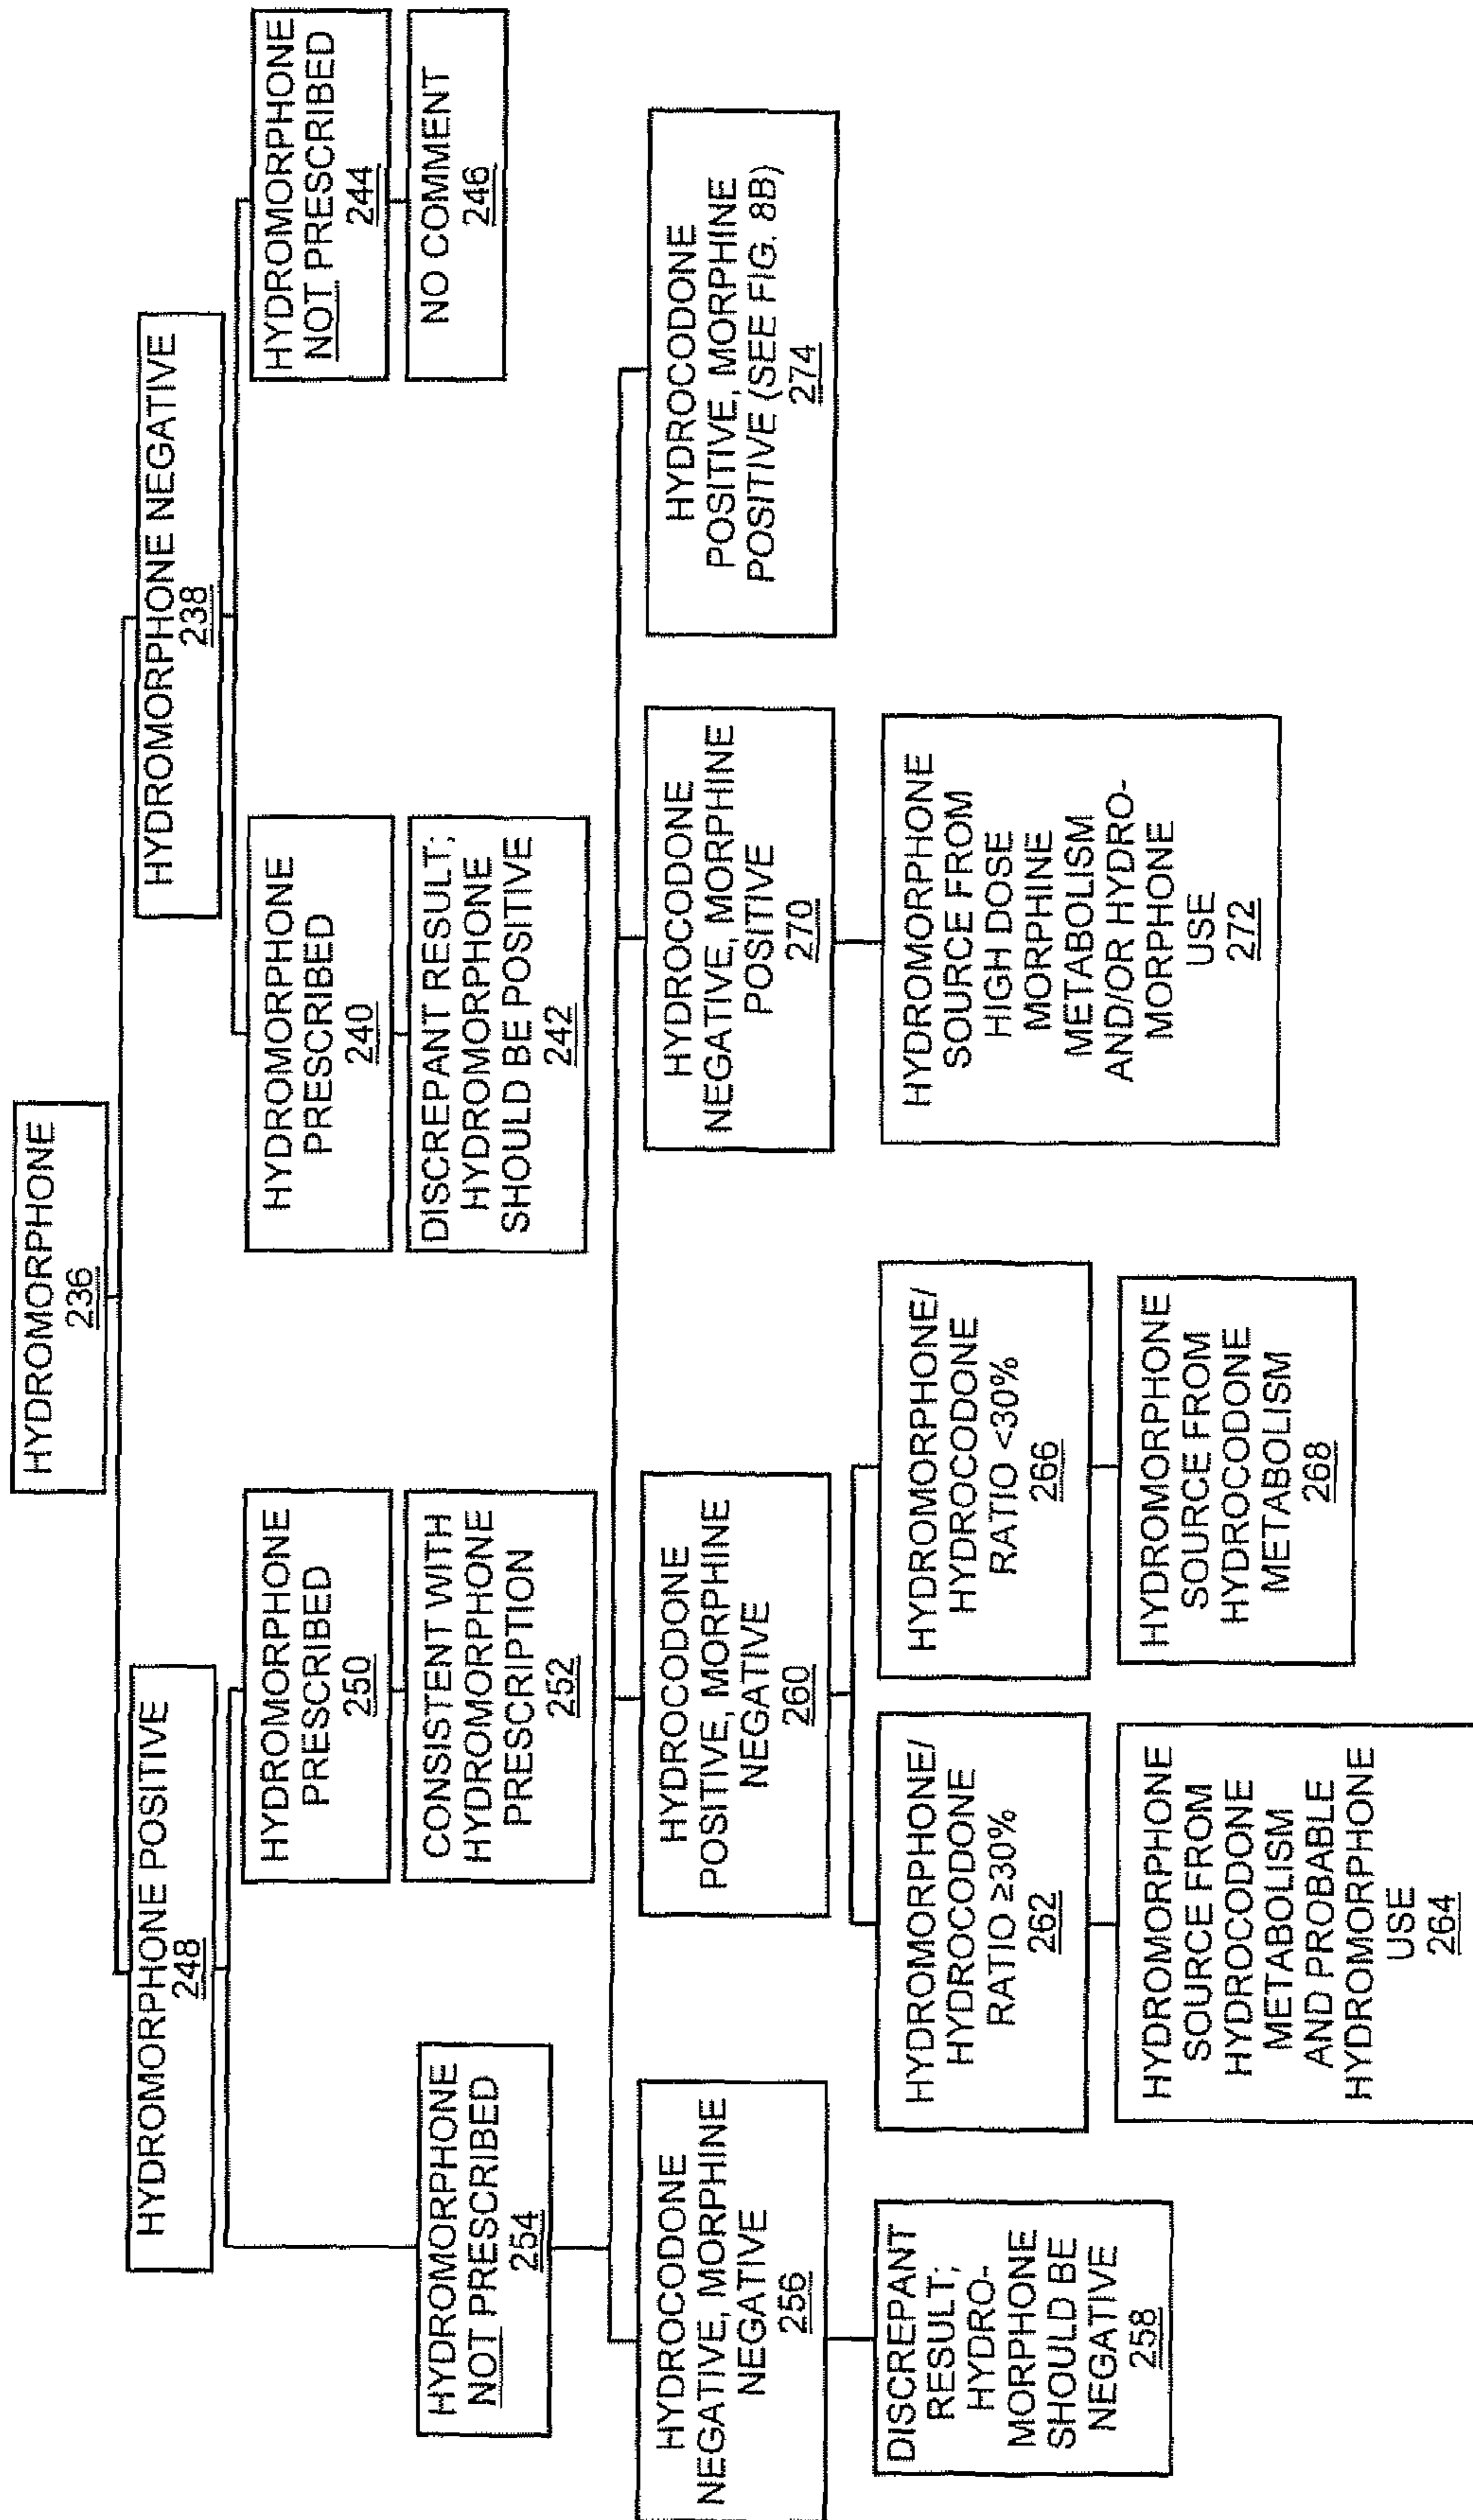 HYDROMORPHONE
236
HYDROMORPHONE POSITIVE
248
HYDROMORPHONE NEGATIVE
238
HYDROMORPHONE
PRESCRIBED
250
HYDROMORPHONE
PRESCRIBED
240
HYDROMORPHONE
NOT PRESCRIBED
244
CONSISTENT WITH
HYDROMORPHONE
PRESCRIPTION
252
DISCREPANT RESULT;
HYDROMORPHONE
SHOULD BE POSITIVE
242
NO COMMENT
246
HYDROMORPHONE
NOT PRESCRIBED
254
HYDROCODONE
NEGATIVE, MORPHINE
NEGATIVE
256
HYDROCODONE
POSITIVE, MORPHINE
NEGATIVE
260
HYDROCODONE
NEGATIVE, MORPHINE
POSITIVE
270
HYDROCODONE
POSITIVE, MORPHINE
POSITIVE (SEE FIG. 8B)
274
DISCREPANT
RESULT;
HYDRO-
MORPHONE
SHOULD BE
NEGATIVE
258
HYDROMORPHONE/
HYDROCODONE
RATIO ≥30%
262
HYDROMORPHONE/
HYDROCODONE
RATIO <30%
266
HYDROMORPHONE
SOURCE FROM
HIGH DOSE
MORPHINE
METABOLISM
AND/OR HYDRO-
MORPHONE
USE
272
HYDROMORPHONE
SOURCE FROM
HYDROCODONE
METABOLISM
AND PROBABLE
HYDROMORPHONE
USE
264
HYDROMORPHONE
SOURCE FROM
HYDROCODONE
METABOLISM
268